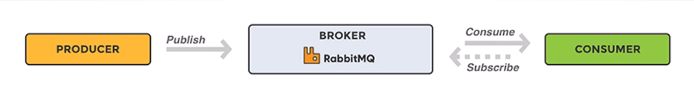 PRODUCER
Publish
BROKER
RabbitMQ
Consume
Subscribe
CONSUMER